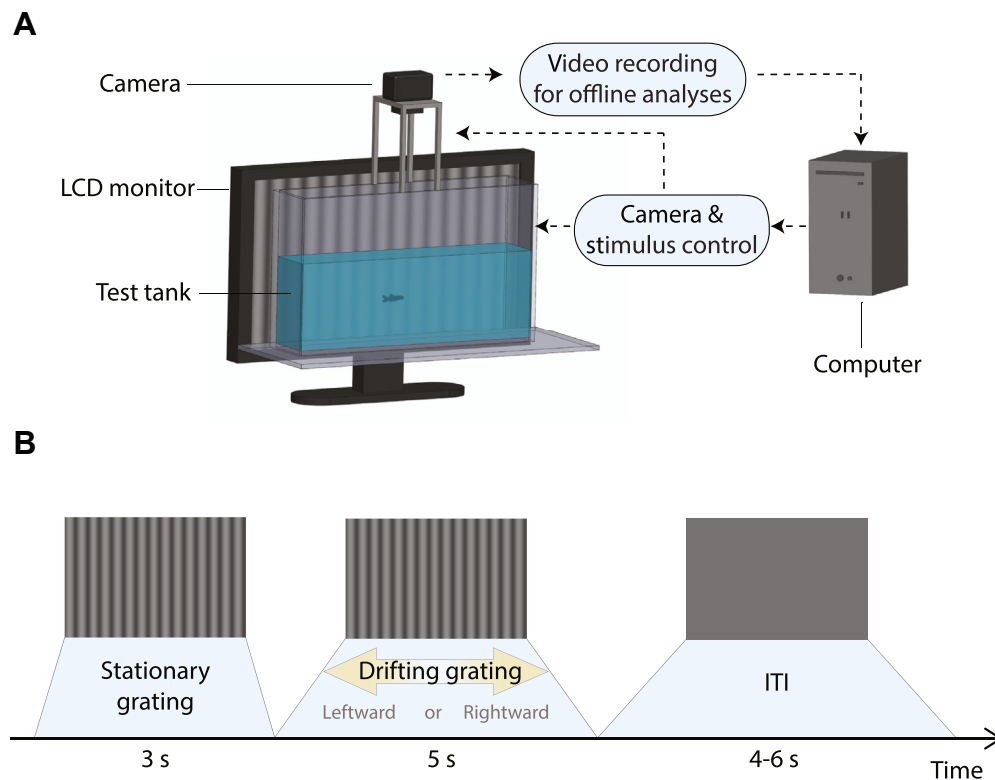 A
Camera
Video recording
for offline analyses
LCD monitor
Camera &
stimulus control
Test tank
Computer
B
Stationary
grating
Drifting grating
Leftward or Rightward
ITI
3 s
5 s
4-6 s
Time